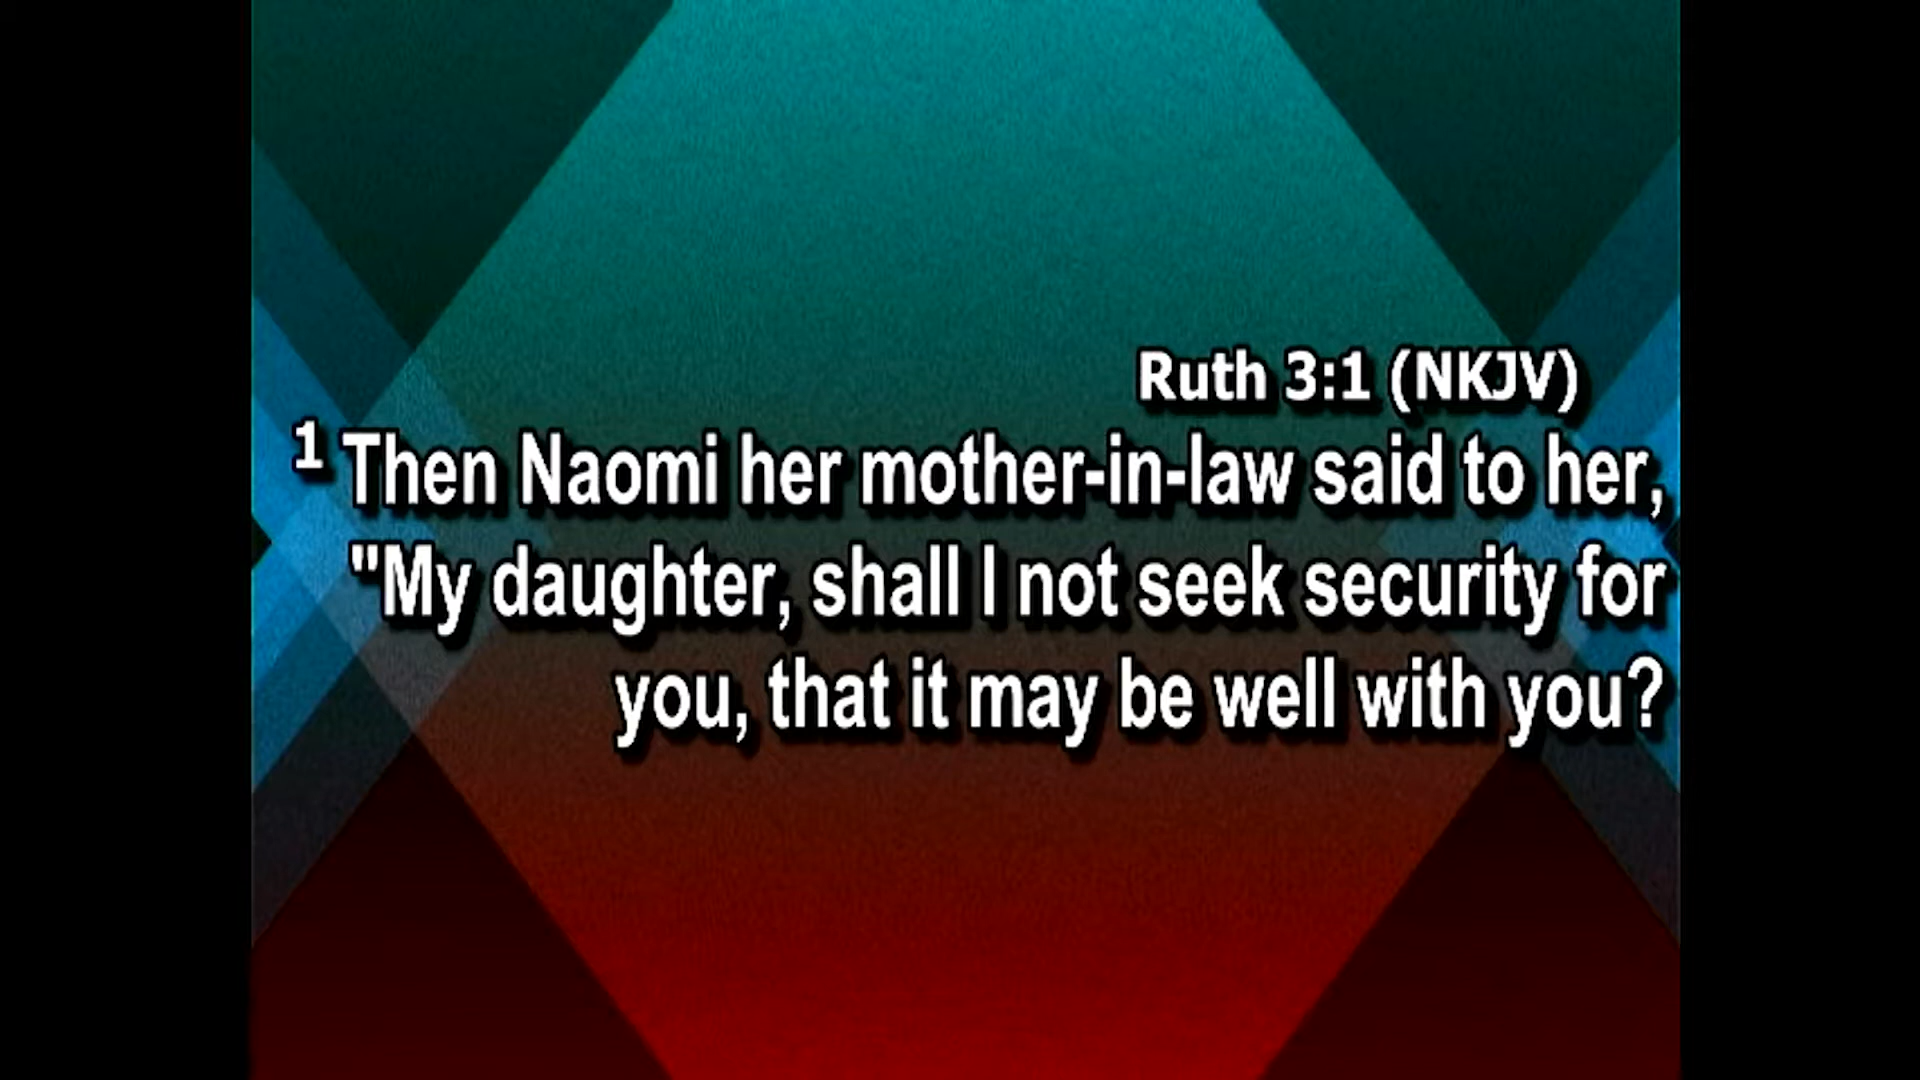 Ruth 3:1 (NKJV)
1 Then Naomi her mother-in-law said to her,
"My daughter, shall I not seek security for
you, that it may be well with you?